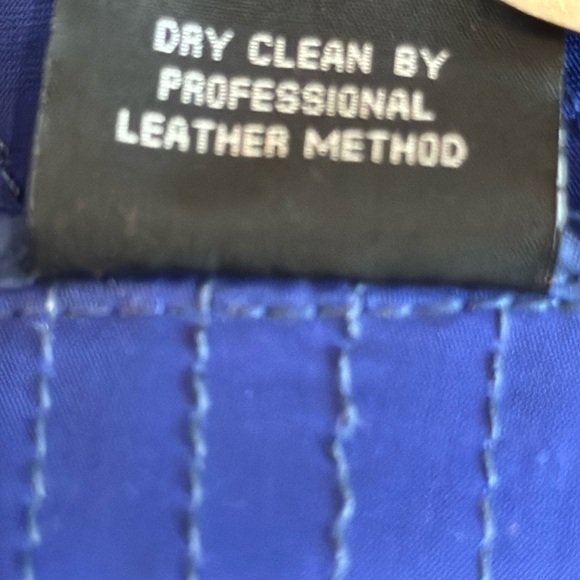 DRY CLEAN BY
PROFESSIONAL
LEATHER METHOD